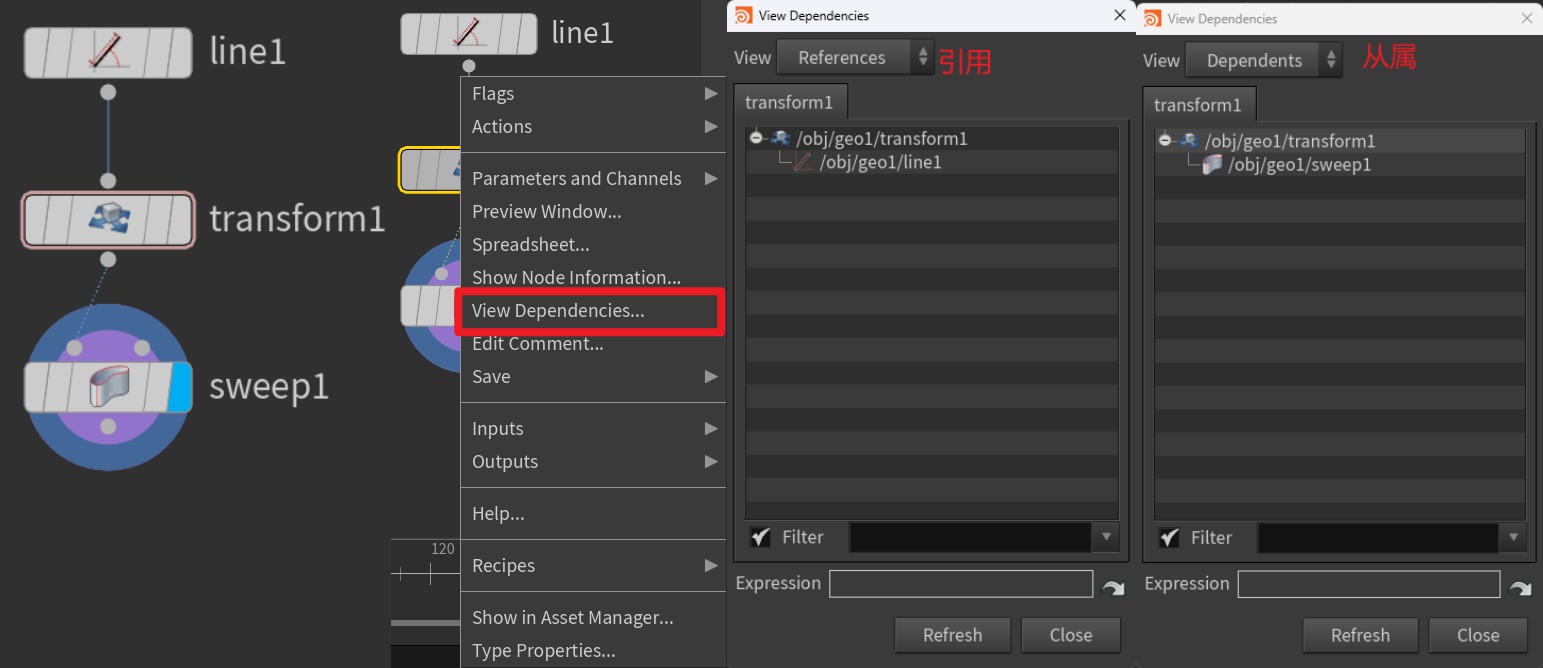 line1
transform1
sweep1
line1
Flags
Actions
Parameters and Channels
Preview Window...
Spreadsheet...
Show Node Information...
View Dependencies...
Edit Comment...
Save
Inputs
Outputs
Help...
Recipes
Show in Asset Manager...
Type Properties...
120
View Dependencies
View References 引用
transform1
/obj/geo1/transform1
/obj/geo1/line1
Filter
Expression
Refresh Close
View Dependencies
View Dependents 从属
transform1
/obj/geo1/transform1
/obj/geo1/sweep1
Filter
Expression
Refresh Close